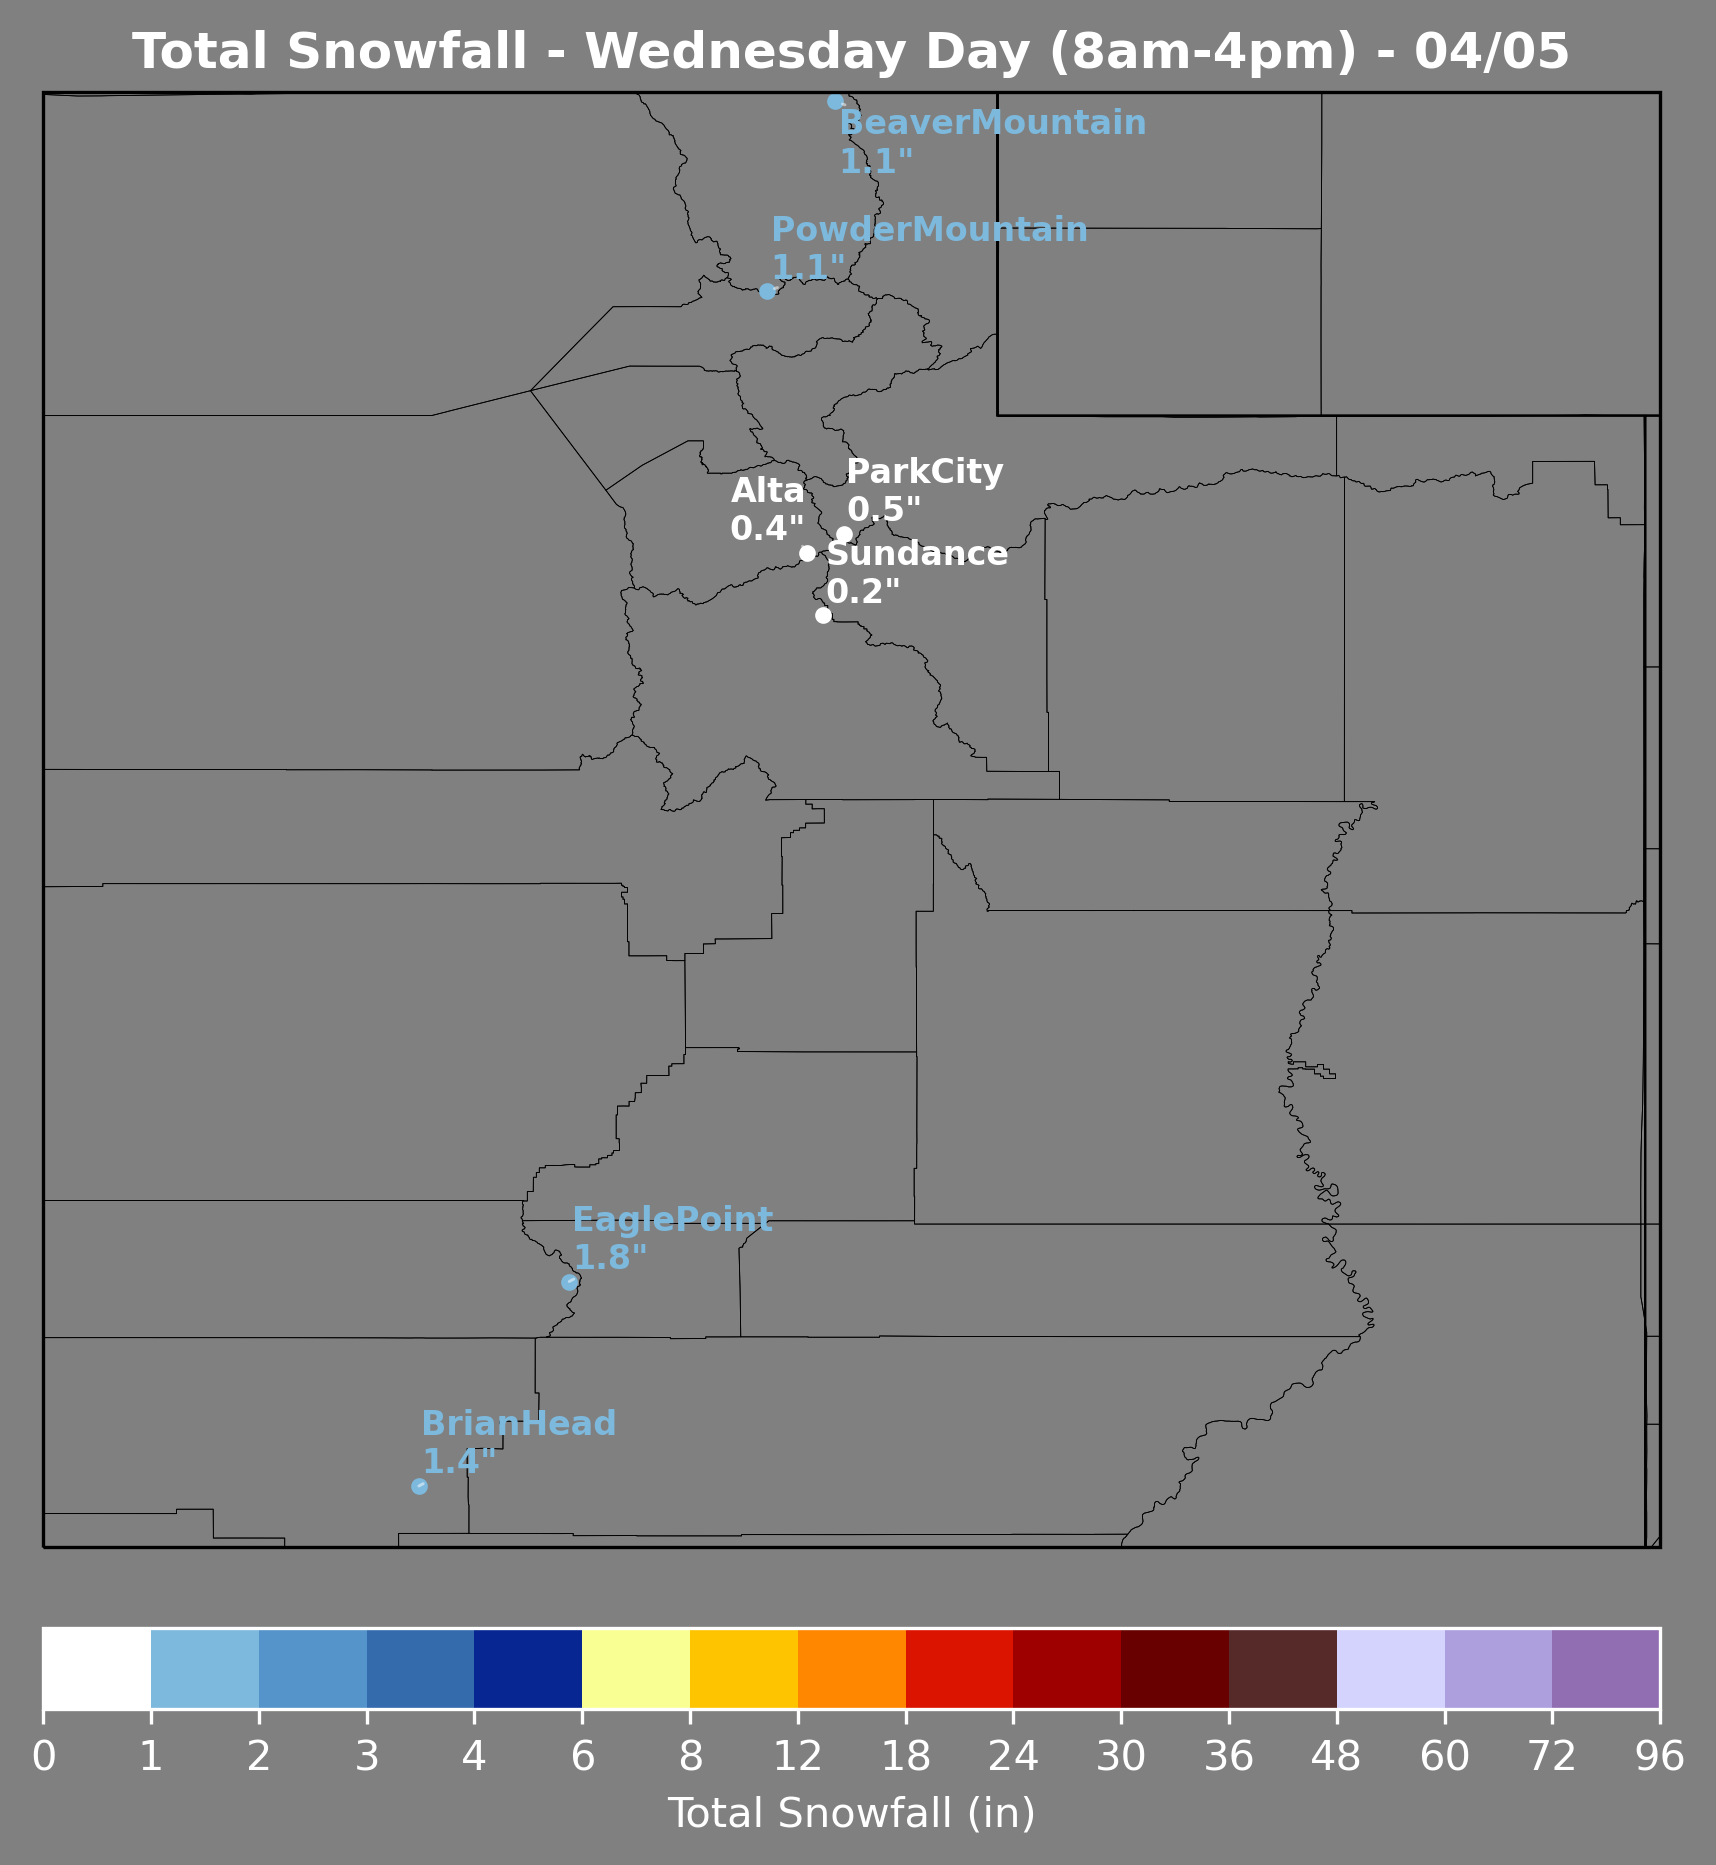 Total Snowfall - Wednesday Day (8am-4pm) - 04/05
BeaverMountain
1.1"
PowderMountain
1.1"
ParkCity
0.5"
Alta
0.4"
Sundance
0.2"
EaglePoint
1.8"
BrianHead
1.4"
0 1 2 3 4 6 8 12 18 24 30 36 48 60 72 96
Total Snowfall (in)